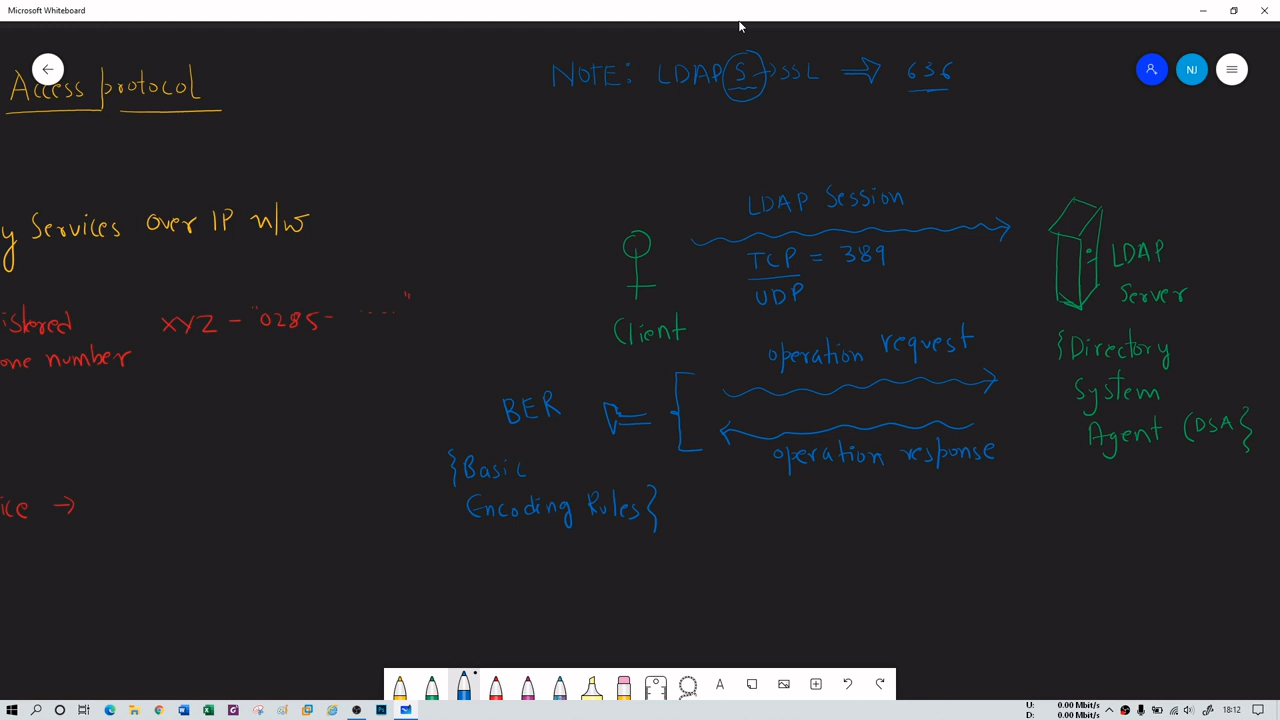 Microsoft Whiteboard
Access protocol
NOTE: LDAP S → SSL ⇒ 636
NJ
y Services over IP n/w
LDAP Session
TCP = 389
UDP
LDAP
Server
Client
istered XYZ - "0285- ...."
one number
operation request
{Directory
System
Agent (DSA}
BER
operation response
{Basic
Encoding Rules}
ice →
U: 0.00 Mbit/s
D: 0.00 Mbit/s
18:12